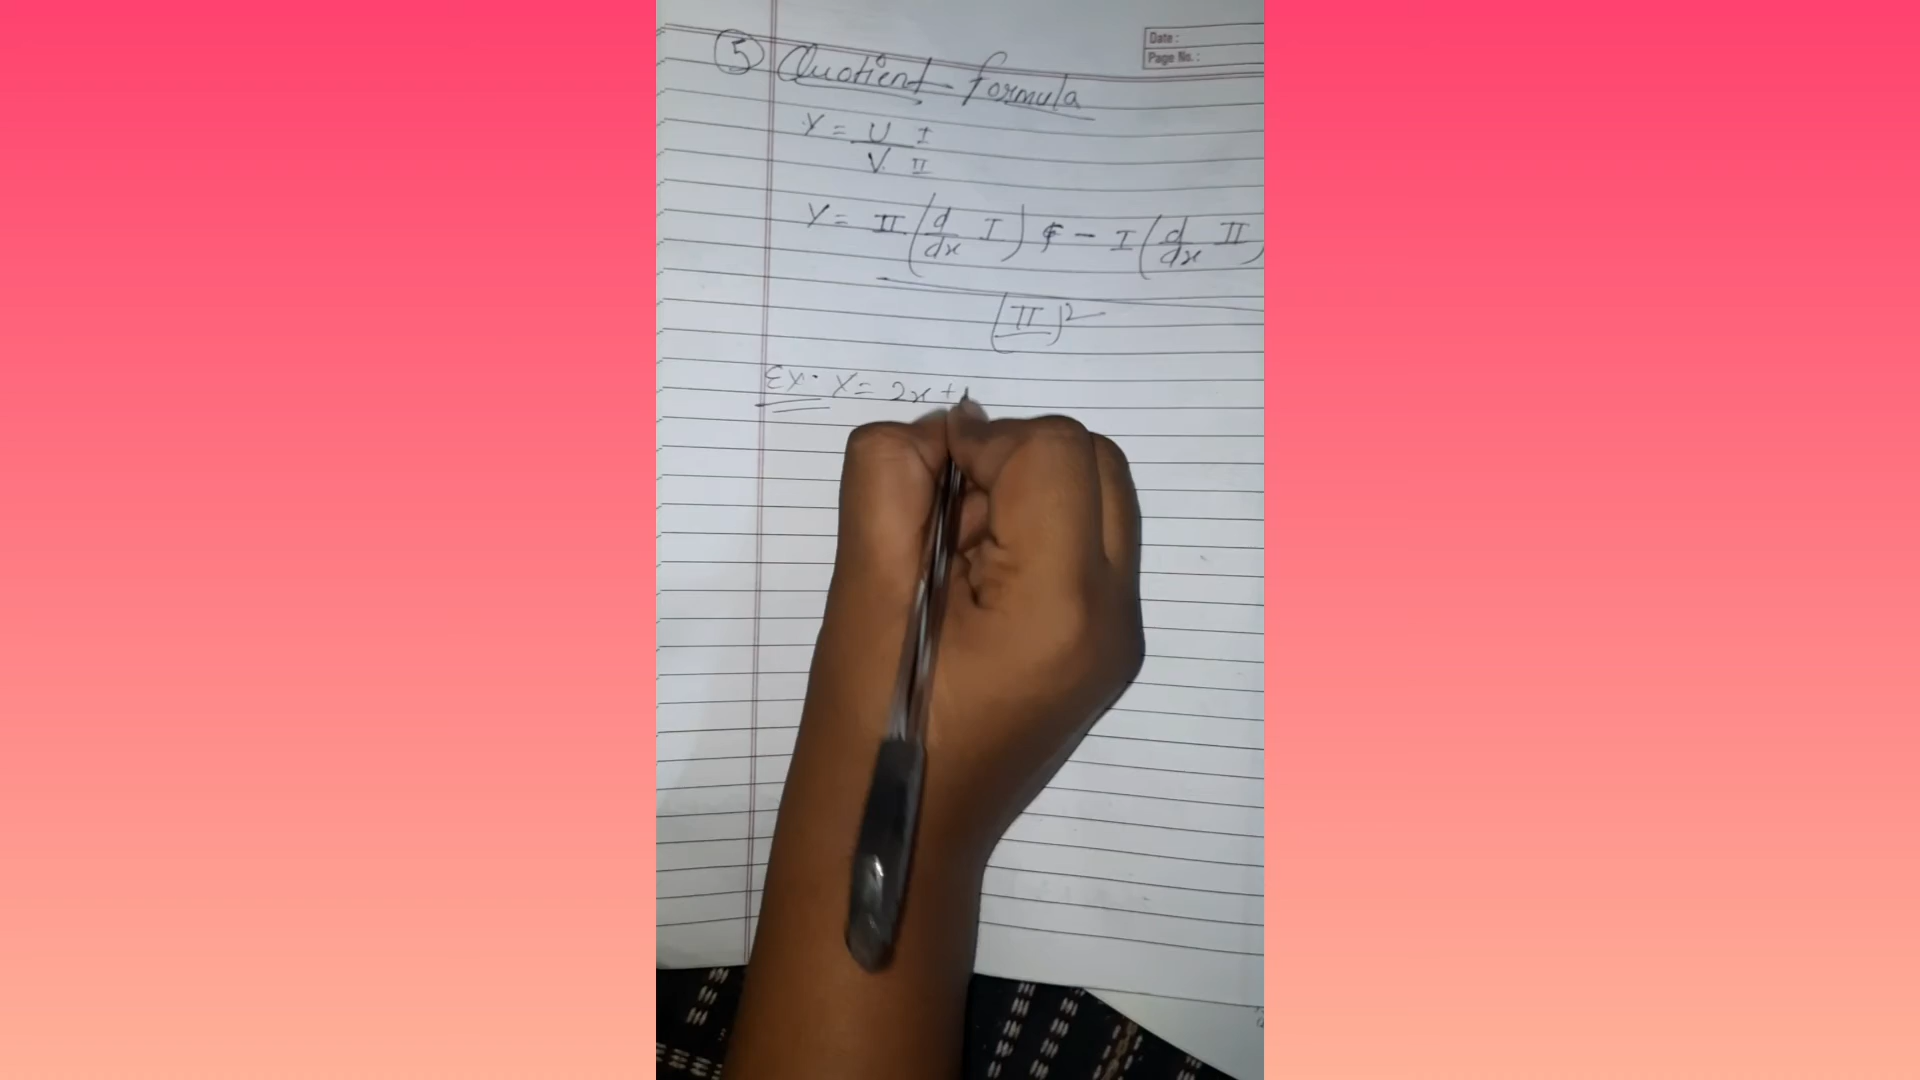 Date :
Page No. :
⑤ Quotient formula
Y = U I
V. II
Y = II (d/dx I) - I (d/dx II)
(II)²
Ex. Y = 2x +